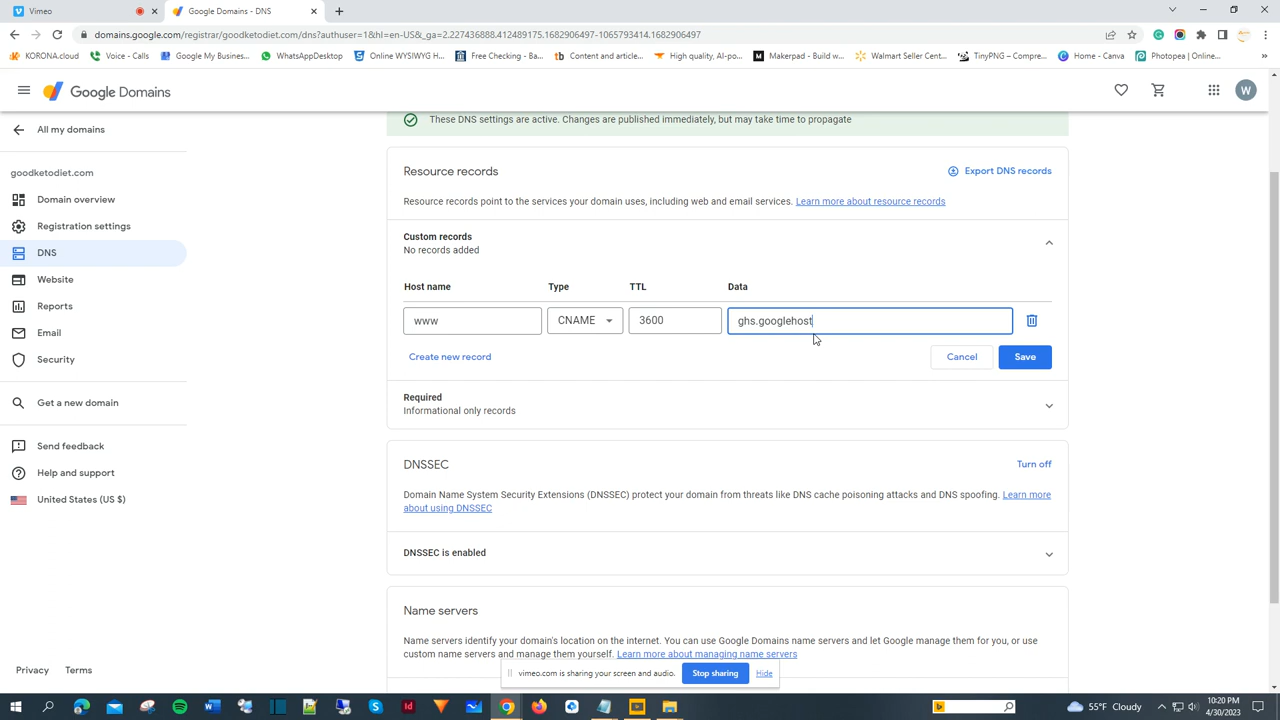 Vimeo
Google Domains - DNS
domains.google.com/registrar/goodketodiet.com/dns?authuser=1&hl=en-US&_ga=2.227436888.412489175.1682906497-1065793414.1682906497
KORONA.cloud
Voice - Calls
Google My Business...
WhatsAppDesktop
Online WYSIWYG H...
Free Checking - Ba...
Content and article...
High quality, AI-po...
Makerpad - Build w...
Walmart Seller Cent...
TinyPNG – Compre...
Home - Canva
Photopea | Online...
Google Domains
W
All my domains
These DNS settings are active. Changes are published immediately, but may take time to propagate
goodketodiet.com
Domain overview
Registration settings
DNS
Website
Reports
Email
Security
Get a new domain
Send feedback
Help and support
United States (US $)
Privacy
Terms
Resource records
Export DNS records
Resource records point to the services your domain uses, including web and email services. Learn more about resource records
Custom records
No records added
Host name
Type
TTL
Data
www
CNAME
3600
ghs.googlehost
Create new record
Cancel
Save
Required
Informational only records
DNSSEC
Turn off
Domain Name System Security Extensions (DNSSEC) protect your domain from threats like DNS cache poisoning attacks and DNS spoofing. Learn more
about using DNSSEC
DNSSEC is enabled
Name servers
Name servers identify your domain's location on the internet. You can use Google Domains name servers and let Google manage them for you, or use
custom name servers and manage them yourself. Learn more about managing name servers
vimeo.com is sharing your screen and audio.
Stop sharing
Hide
55°F Cloudy
10:20 PM
4/30/2023